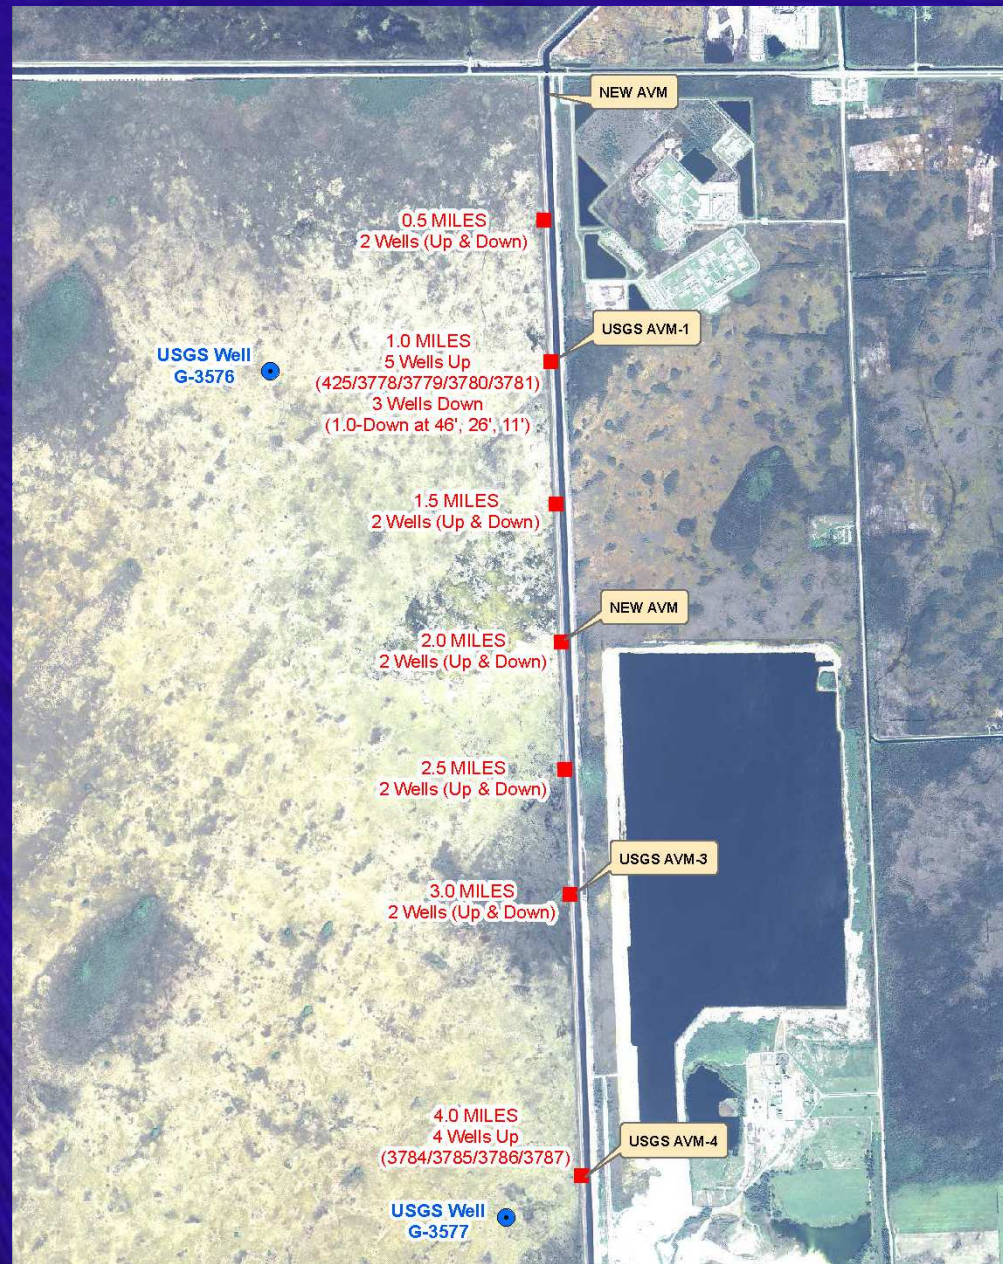 NEW AVM
0.5 MILES
2 Wells (Up & Down)
USGS AVM-1
1.0 MILES
5 Wells Up
(425/3778/3779/3780/3781)
3 Wells Down
(1.0-Down at 46', 26', 11')
USGS Well
G-3576
1.5 MILES
2 Wells (Up & Down)
NEW AVM
2.0 MILES
2 Wells (Up & Down)
2.5 MILES
2 Wells (Up & Down)
USGS AVM-3
3.0 MILES
2 Wells (Up & Down)
4.0 MILES
4 Wells Up
(3784/3785/3786/3787)
USGS AVM-4
USGS Well
G-3577